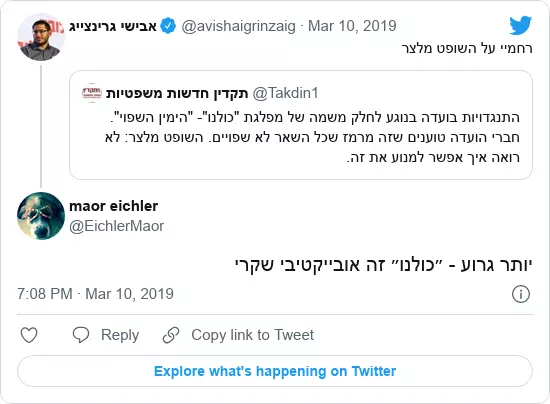 אבישי גרינצייג @avishaigrinzaig · Mar 10, 2019
רחמיי על השופט מלצר
תקדין חדשות משפטיות @Takdin1
התנגדויות בועדה בנוגע לחלק משמה של מפלגת "כולנו"- "הימין השפוי".
חברי הועדה טוענים שזה מרמז שכל השאר לא שפויים. השופט מלצר: לא
רואה איך אפשר למנוע את זה.
maor eichler
@EichlerMaor
יותר גרוע - ״כולנו״ זה אובייקטיבי שקרי
7:08 PM · Mar 10, 2019
Reply
Copy link to Tweet
Explore what's happening on Twitter